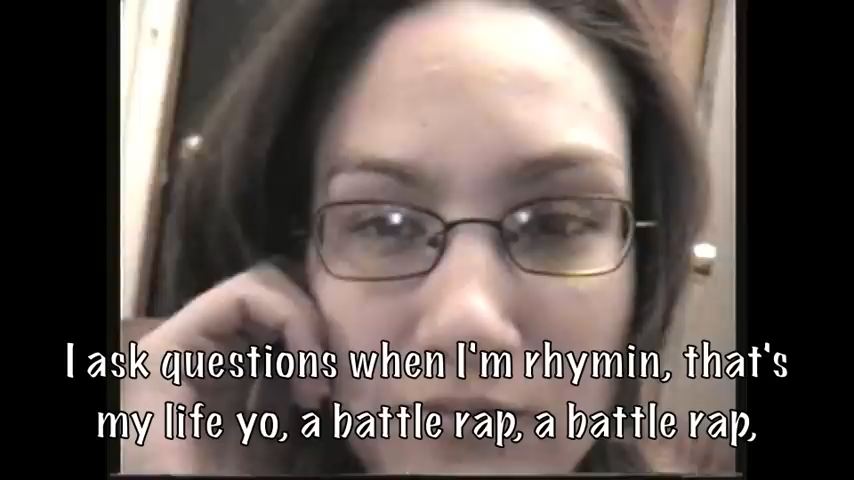 I ask questions when I'm rhymin, that's
my life yo, a battle rap, a battle rap,